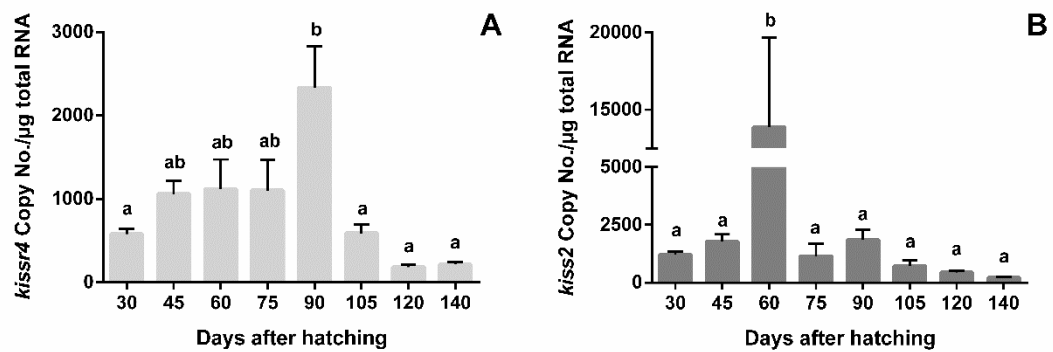 A
kissr4 Copy No./µg total RNA
3000
2000
1000
0
a
ab
ab
ab
b
a
a
a
30 45 60 75 90 105 120 140
Days after hatching
B
kiss2 Copy No./µg total RNA
20000
15000
5000
2500
0
a
a
b
a
a
a
a
a
30 45 60 75 90 105 120 140
Days after hatching